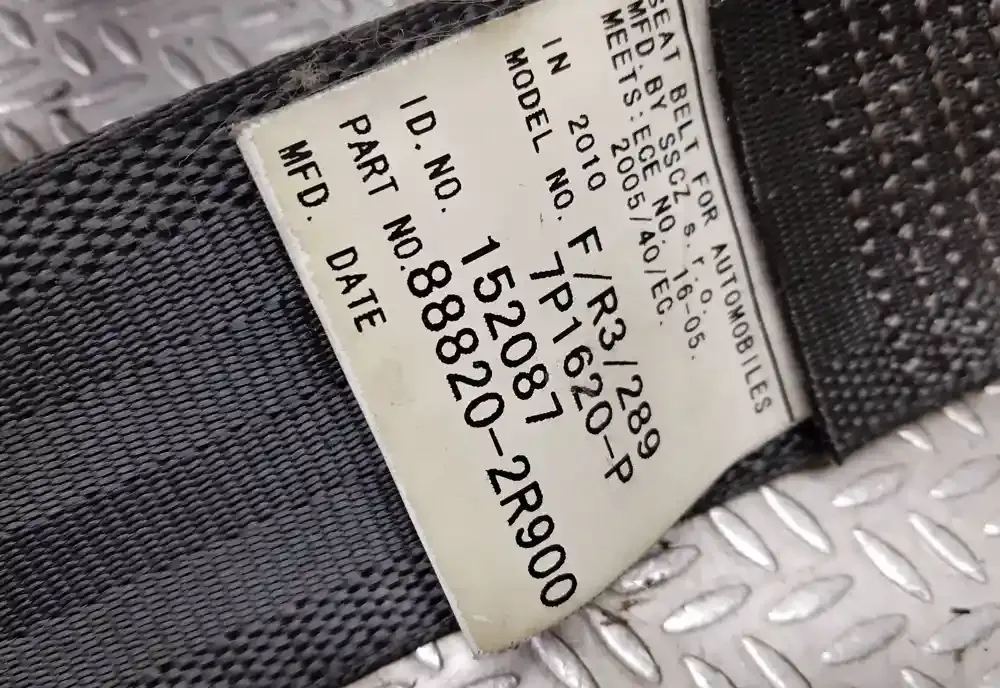 SEAT BELT FOR AUTOMOBILES
MFD. BY SSCZ s.r.o.
MEETS:ECE NO. 16-05.
2005/40/EC.
IN 2010 F/R3/289
MODEL NO. 7P1620-P
ID. NO. 152087
PART NO. 88820-2R900
MFD. DATE